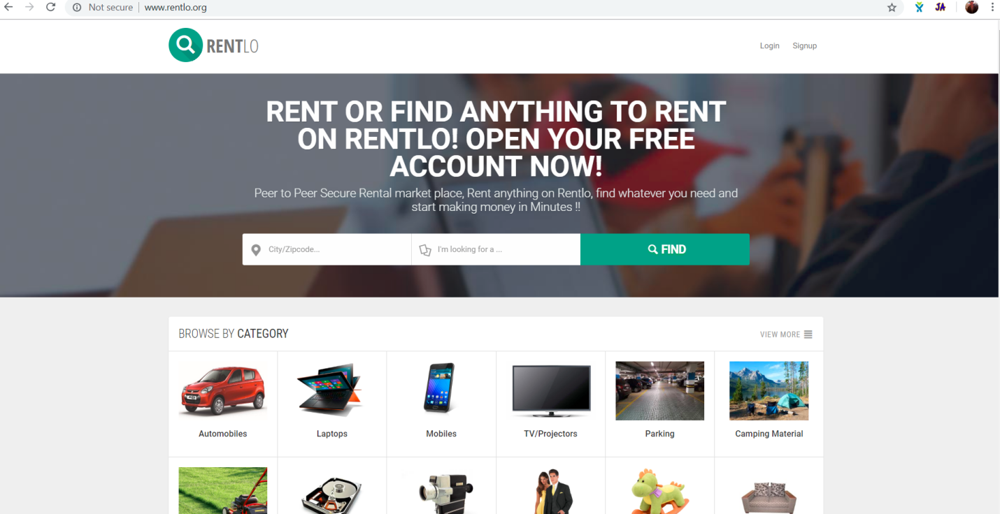 Not secure | www.rentlo.org
JA
RENTLO
Login Signup
RENT OR FIND ANYTHING TO RENT
ON RENTLO! OPEN YOUR FREE
ACCOUNT NOW!
Peer to Peer Secure Rental market place, Rent anything on Rentlo, find whatever you need and
start making money in Minutes !!
City/Zipcode...
I'm looking for a ...
FIND
BROWSE BY CATEGORY
VIEW MORE
Automobiles
Laptops
Mobiles
TV/Projectors
Parking
Camping Material